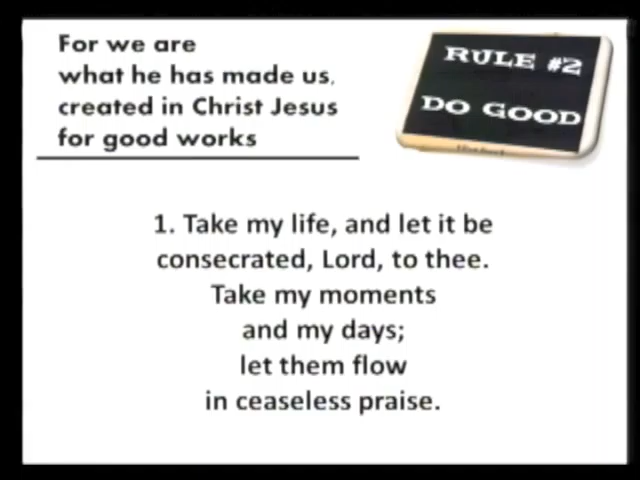 For we are
what he has made us,
created in Christ Jesus
for good works
RULE #2
DO GOOD
1. Take my life, and let it be
consecrated, Lord, to thee.
Take my moments
and my days;
let them flow
in ceaseless praise.